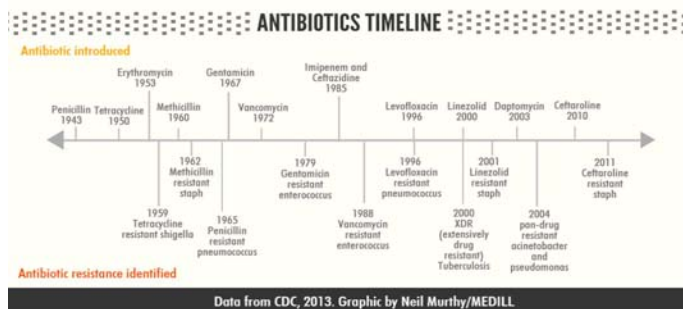 ANTIBIOTICS TIMELINE
Antibiotic introduced
Penicillin
1943
Tetracycline
1950
Erythromycin
1953
Methicillin
1960
Gentamicin
1967
Vancomycin
1972
Imipenem and
Ceftazidine
1985
Levofloxacin
1996
Linezolid
2000
Daptomycin
2003
Ceftaroline
2010
1959
Tetracycline
resistant shigella
1962
Methicillin
resistant
staph
1965
Penicillin
resistant
pneumococcus
1979
Gentamicin
resistant
enterococcus
1988
Vancomycin
resistant
enterococcus
1996
Levofloxacin
resistant
pneumococcus
2000
XDR
(extensively
drug
resistant)
Tuberculosis
2001
Linezolid
resistant
staph
2004
pan-drug
resistant
acinetobacter
and
pseudomonas
2011
Ceftaroline
resistant
staph
Antibiotic resistance identified
Data from CDC, 2013. Graphic by Neil Murthy/MEDILL